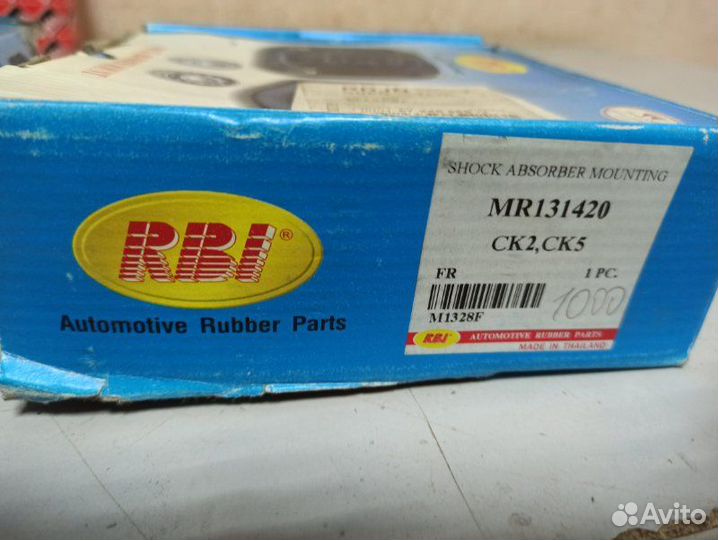 RBI®
Automotive Rubber Parts
SHOCK ABSORBER MOUNTING
MR131420
CK2,CK5
FR 1 PC.
M1328F
1000
RBI AUTOMOTIVE RUBBER PARTS
MADE IN THAILAND
Avito